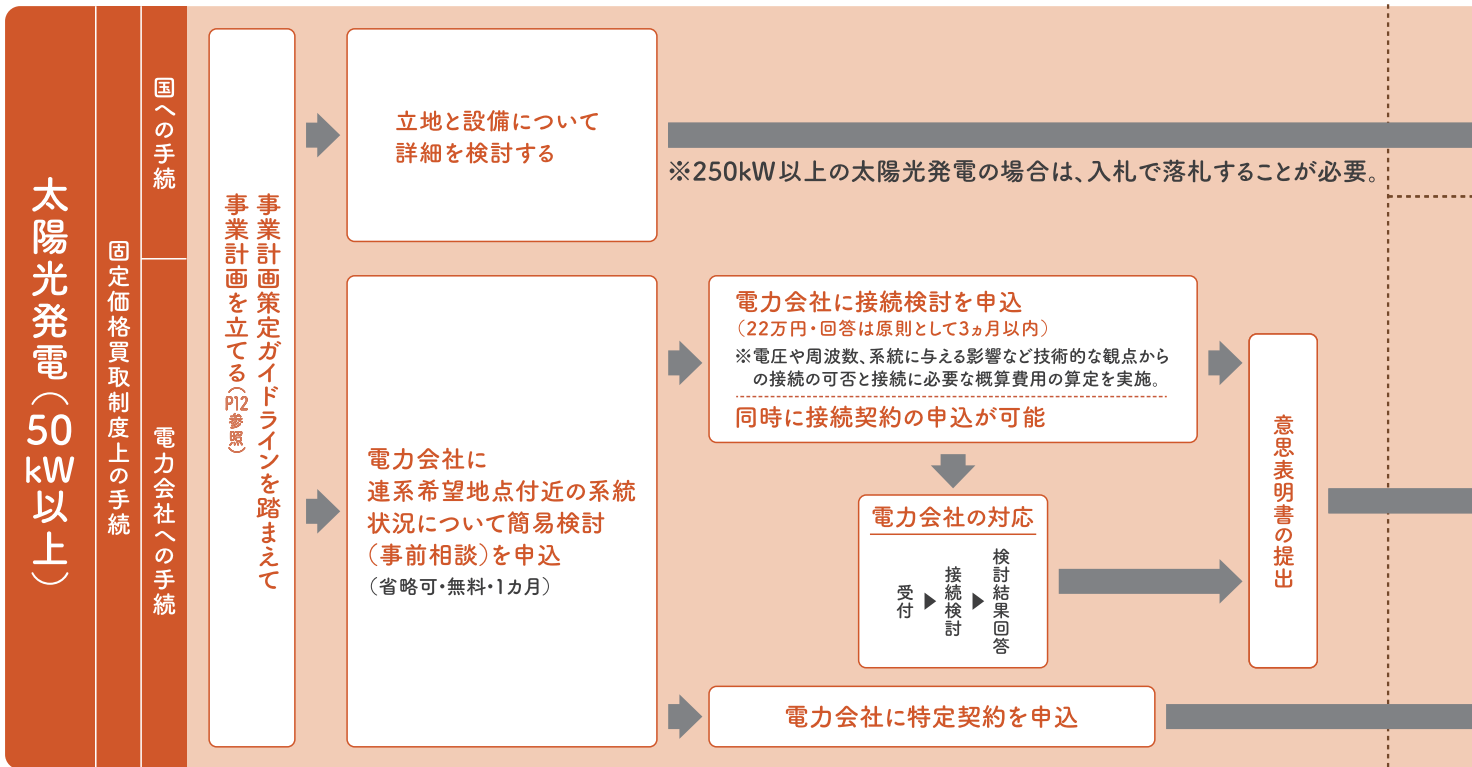 太陽光発電（50kW以上）
固定価格買取制度上の手続
国への手続
電力会社への手続
事業計画策定ガイドラインを踏まえて
事業計画を立てる（P12参照）
立地と設備について
詳細を検討する
※250kW以上の太陽光発電の場合は、入札で落札することが必要。
電力会社に
連系希望地点付近の系統
状況について簡易検討
（事前相談）を申込
（省略可・無料・1カ月）
電力会社に接続検討を申込
（22万円・回答は原則として3ヵ月以内）
※電圧や周波数、系統に与える影響など技術的な観点から
の接続の可否と接続に必要な概算費用の算定を実施。
同時に接続契約の申込が可能
電力会社の対応
受付
接続検討
検討結果回答
意思表明書の提出
電力会社に特定契約を申込